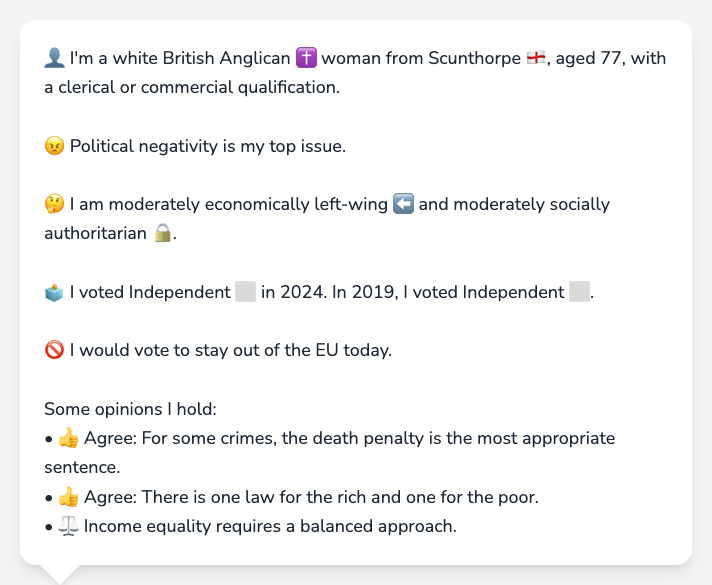 👤 I'm a white British Anglican ✝️ woman from Scunthorpe 🏴󠁧󠁢󠁥󠁮󠁧󠁿, aged 77, with
a clerical or commercial qualification.
😠 Political negativity is my top issue.
🤔 I am moderately economically left-wing ⬅️ and moderately socially
authoritarian 🔒.
🗳️ I voted Independent ⬜ in 2024. In 2019, I voted Independent ⬜.
🚫 I would vote to stay out of the EU today.
Some opinions I hold:
• 👍 Agree: For some crimes, the death penalty is the most appropriate
sentence.
• 👍 Agree: There is one law for the rich and one for the poor.
• ⚖️ Income equality requires a balanced approach.